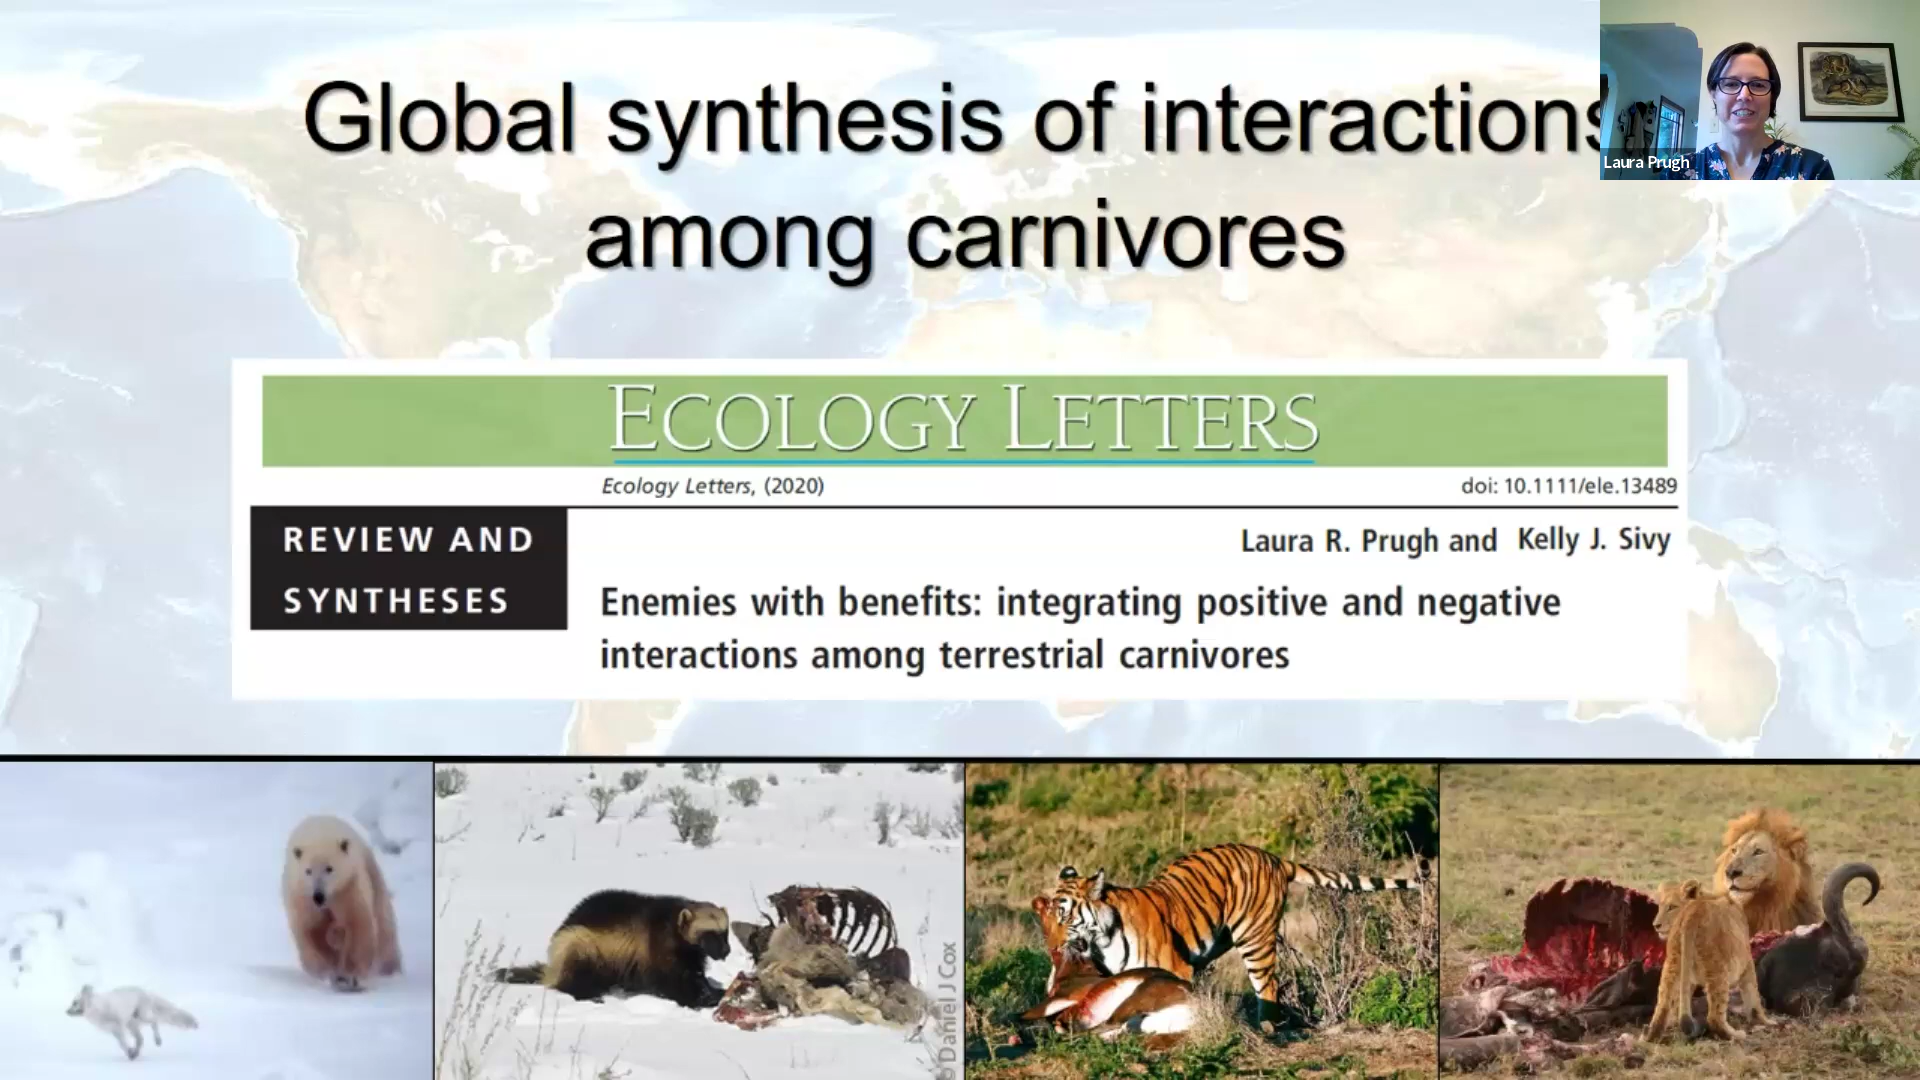 Global synthesis of interactions
among carnivores
Laura Prugh
ECOLOGY LETTERS
Ecology Letters, (2020)
doi: 10.1111/ele.13489
REVIEW AND
SYNTHESES
Laura R. Prugh and Kelly J. Sivy
Enemies with benefits: integrating positive and negative
interactions among terrestrial carnivores
© Daniel J Cox